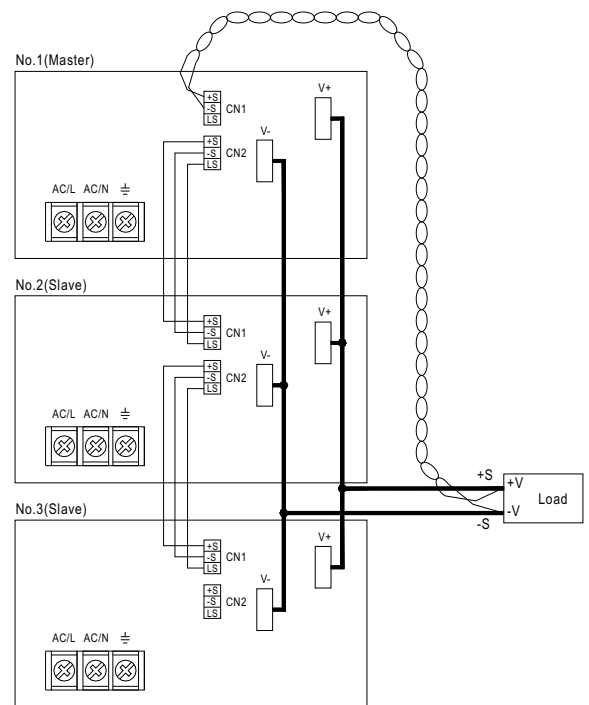 No.1(Master)
V+
+S
-S
LS
CN1
V-
+S
-S
LS
CN2
AC/L AC/N
No.2(Slave)
+S
-S
LS
CN1
V+
V-
+S
-S
LS
CN2
AC/L AC/N
+S
+V
Load
-V
-S
No.3(Slave)
+S
-S
LS
CN1
V+
V-
+S
-S
LS
CN2
AC/L AC/N